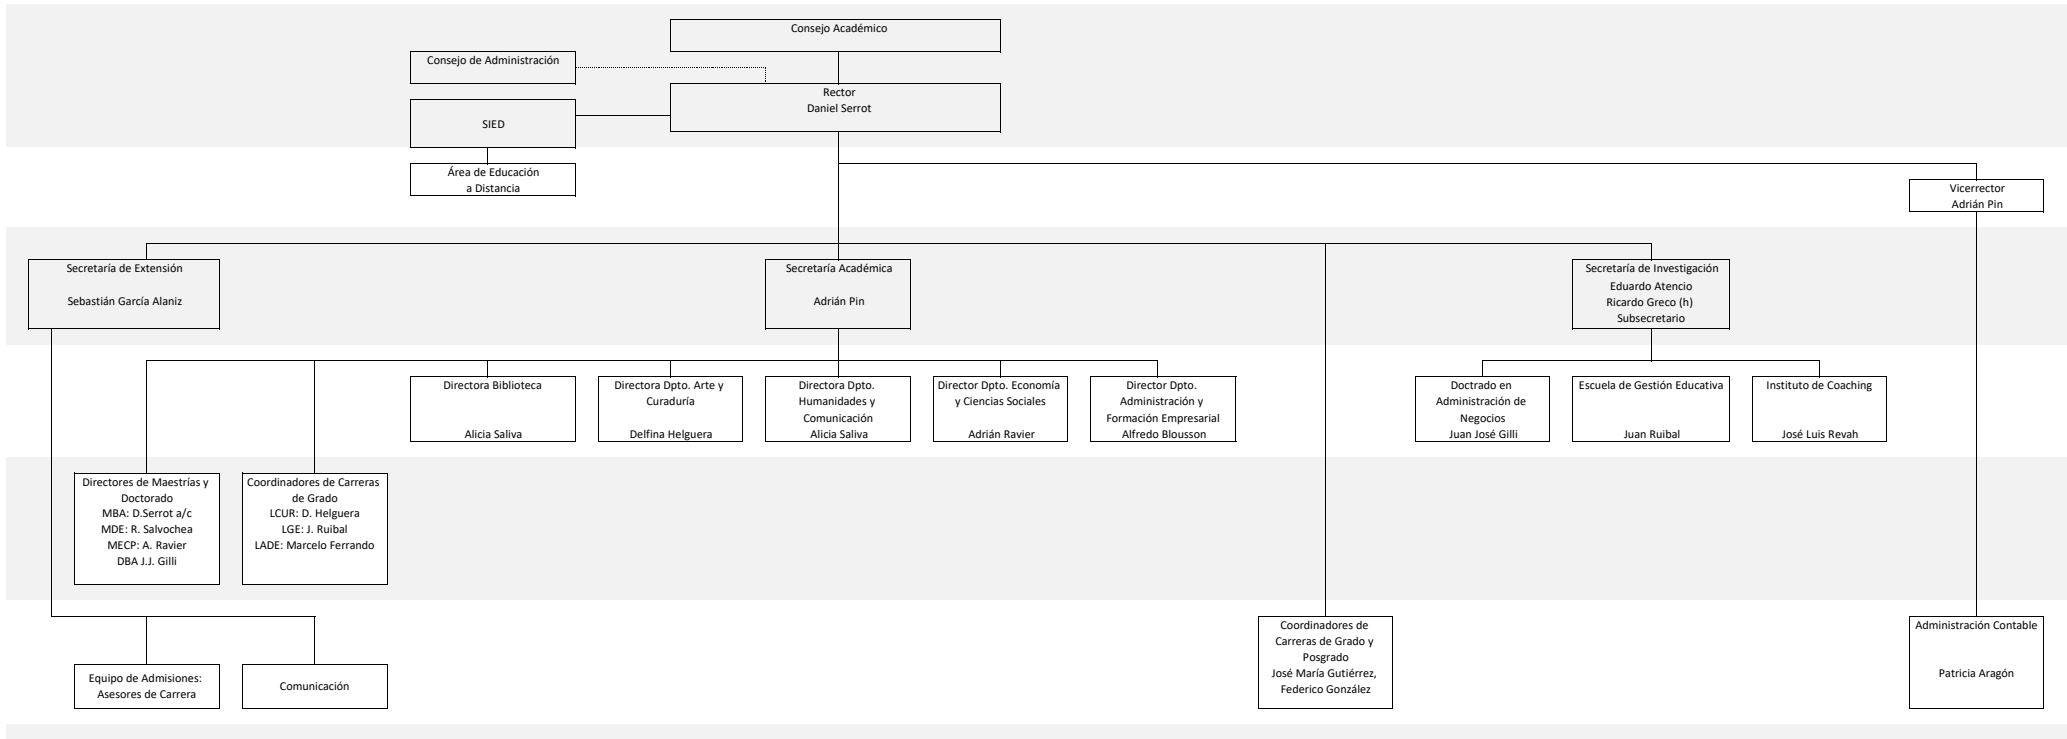 Consejo Académico
Consejo de Administración
Rector
Daniel Serrot
SIED
Área de Educación
a Distancia
Vicerrector
Adrián Pin
Secretaría de Extensión
Sebastián García Alaniz
Secretaría Académica
Adrián Pin
Secretaría de Investigación
Eduardo Atencio
Ricardo Greco (h)
Subsecretario
Directora Biblioteca
Alicia Saliva
Directora Dpto. Arte y
Curaduría
Delfina Helguera
Directora Dpto.
Humanidades y
Comunicación
Alicia Saliva
Director Dpto. Economía
y Ciencias Sociales
Adrián Ravier
Director Dpto.
Administración y
Formación Empresarial
Alfredo Blousson
Doctrado en
Administración de
Negocios
Juan José Gilli
Escuela de Gestión Educativa
Juan Ruibal
Instituto de Coaching
José Luis Revah
Directores de Maestrías y
Doctorado
MBA: D.Serrot a/c
MDE: R. Salvochea
MECP: A. Ravier
DBA J.J. Gilli
Coordinadores de Carreras
de Grado
LCUR: D. Helguera
LGE: J. Ruibal
LADE: Marcelo Ferrando
Equipo de Admisiones:
Asesores de Carrera
Comunicación
Coordinadores de
Carreras de Grado y
Posgrado
José María Gutiérrez,
Federico González
Administración Contable
Patricia Aragón